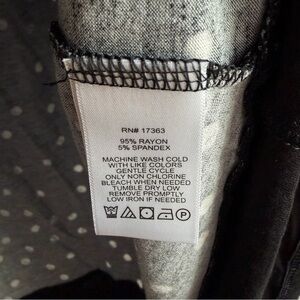 RN# 17363
95% RAYON
5% SPANDEX
MACHINE WASH COLD
WITH LIKE COLORS
GENTLE CYCLE
ONLY NON CHLORINE
BLEACH WHEN NEEDED
TUMBLE DRY LOW
REMOVE PROMPTLY
LOW IRON IF NEEDED
P